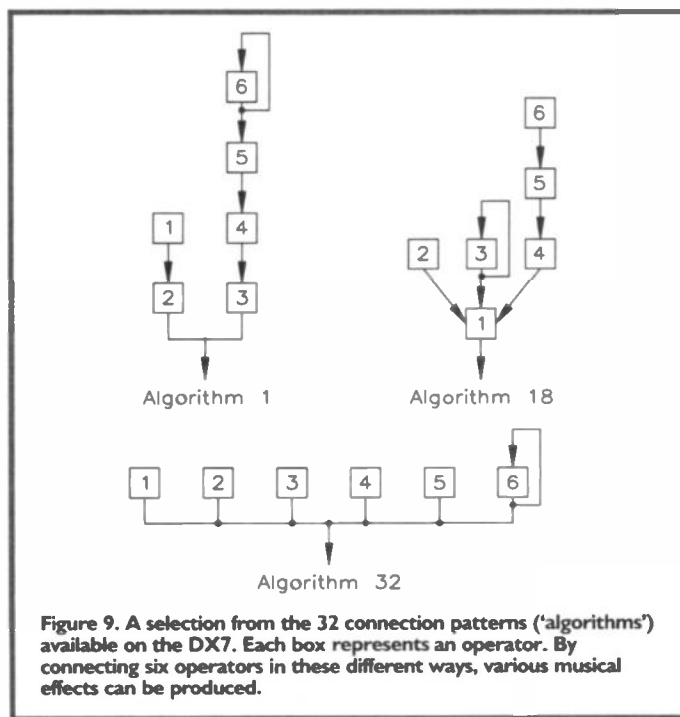 6
5
1
4
2
3
Algorithm 1
6
5
2
3
4
1
Algorithm 18
1 2 3 4 5 6
Algorithm 32
Figure 9. A selection from the 32 connection patterns (‘algorithms’)
available on the DX7. Each box represents an operator. By
connecting six operators in these different ways, various musical
effects can be produced.